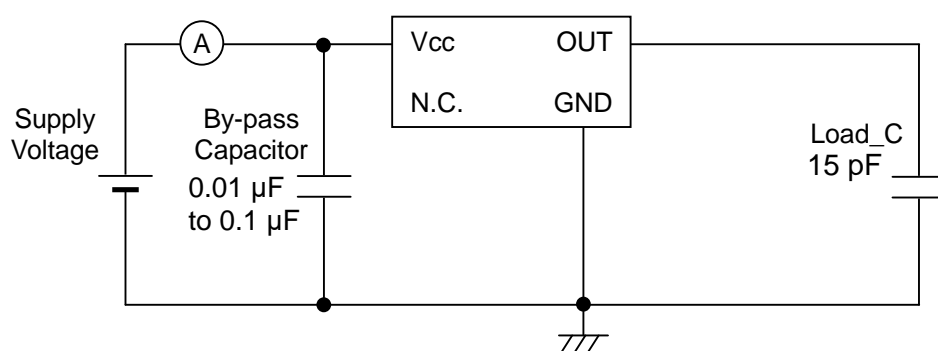 A
Vcc
OUT
N.C.
GND
Supply
Voltage
By-pass
Capacitor
0.01 µF
to 0.1 µF
Load_C
15 pF